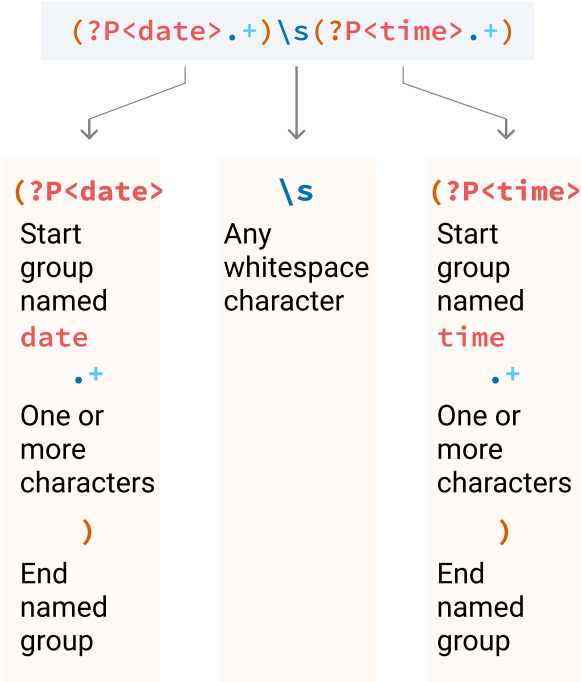 (?P<date>.+)\s(?P<time>.+)
(?P<date>
Start
group
named
date
.+
One or
more
characters
)
End
named
group
\s
Any
whitespace
character
(?P<time>
Start
group
named
time
.+
One or
more
characters
)
End
named
group